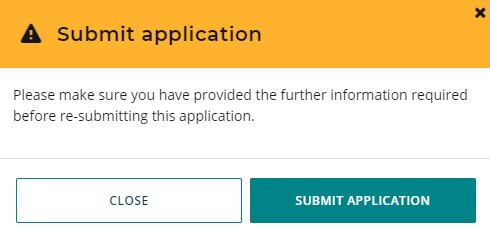 Submit application
Please make sure you have provided the further information required
before re-submitting this application.
CLOSE
SUBMIT APPLICATION